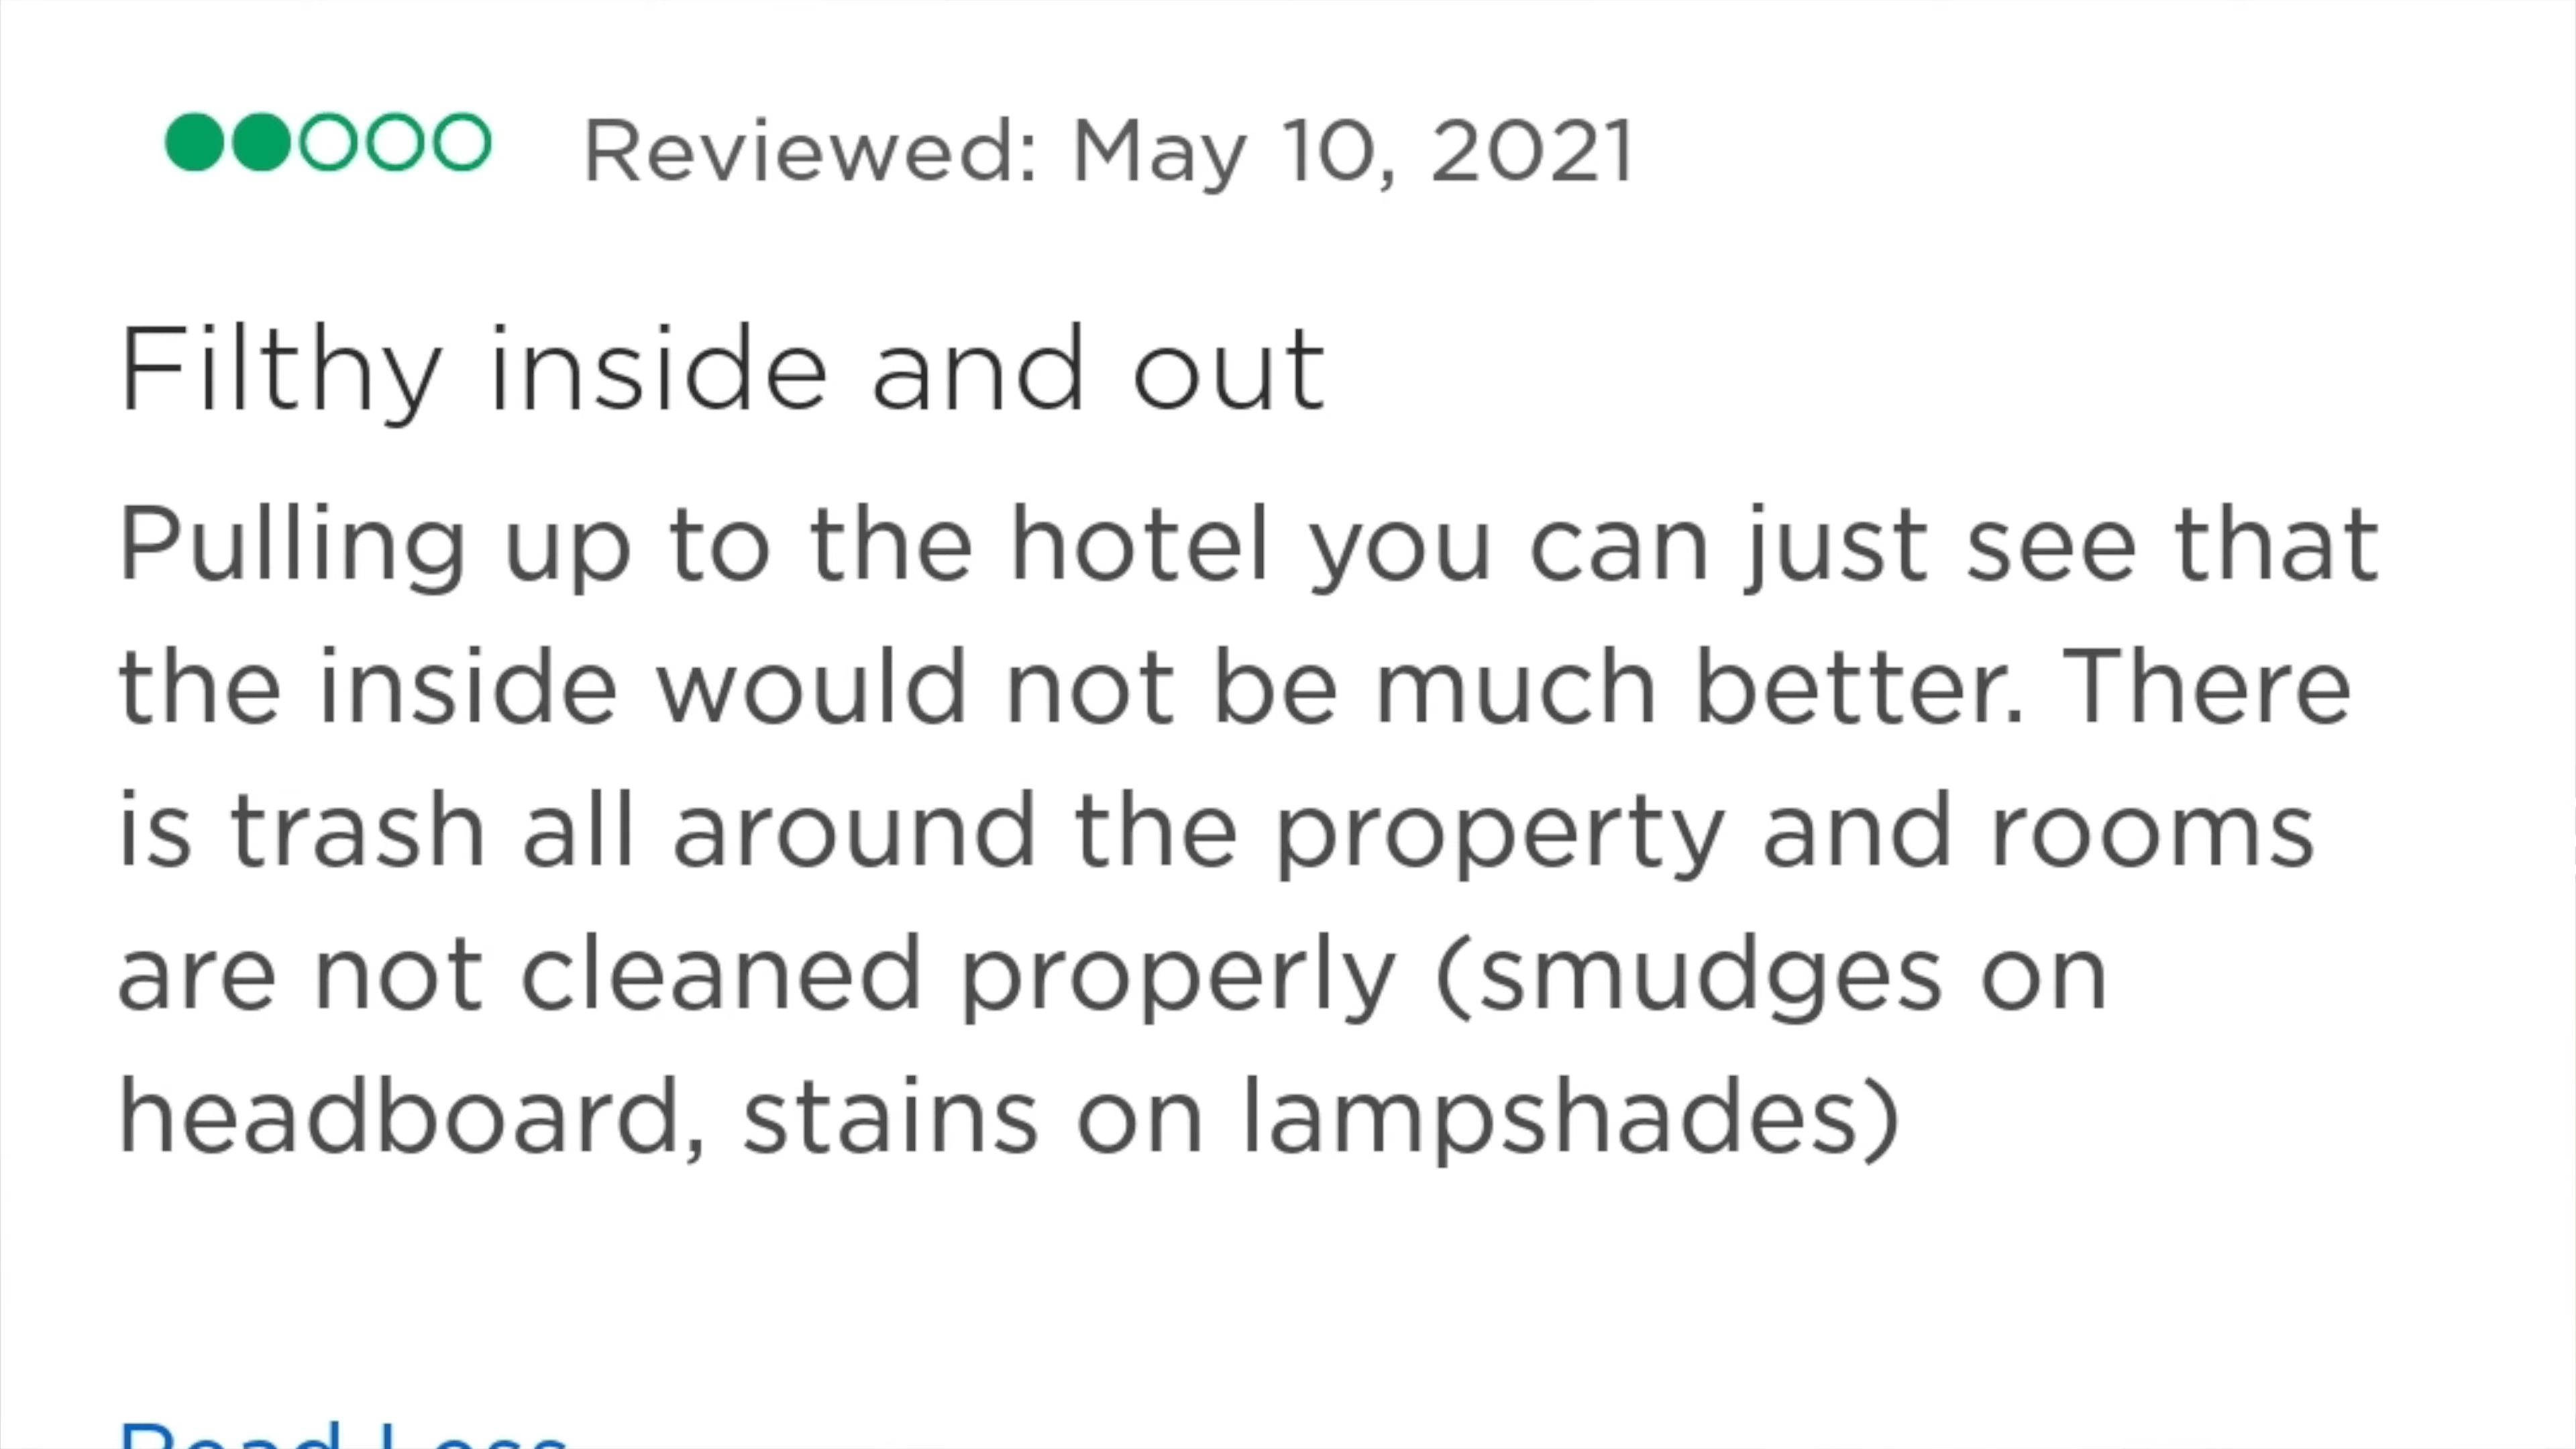 Reviewed: May 10, 2021
Filthy inside and out
Pulling up to the hotel you can just see that
the inside would not be much better. There
is trash all around the property and rooms
are not cleaned properly (smudges on
headboard, stains on lampshades)
Read Less